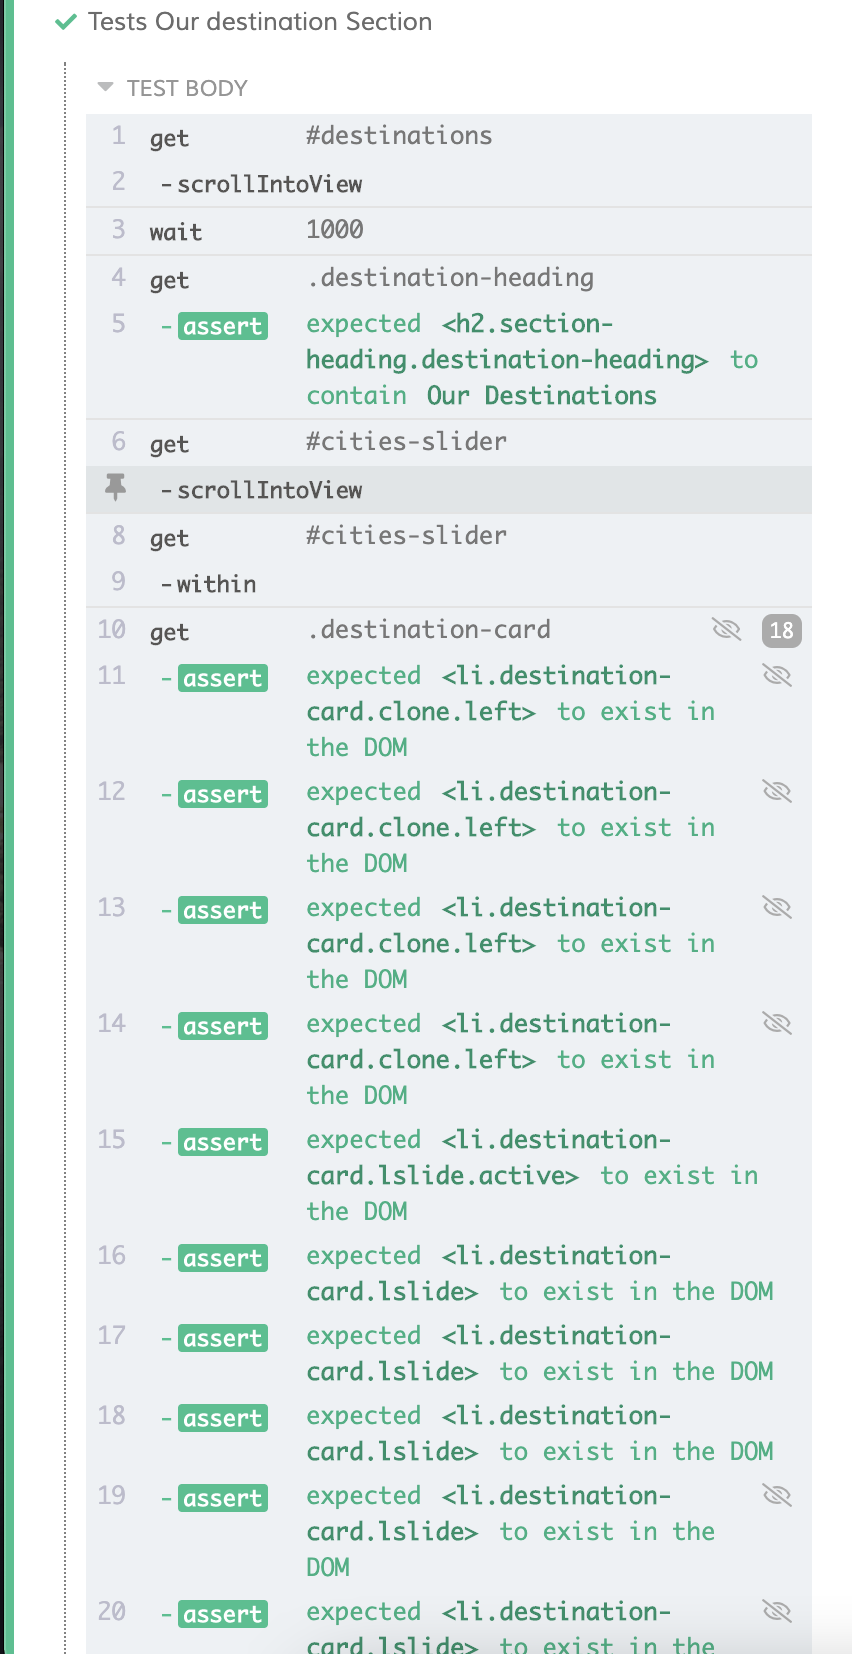 Tests Our destination Section
TEST BODY
1 get #destinations
2 -scrollIntoView
3 wait 1000
4 get .destination-heading
5 -assert expected <h2.section-
heading.destination-heading> to
contain Our Destinations
6 get #cities-slider
-scrollIntoView
8 get #cities-slider
9 -within
10 get .destination-card 18
11 -assert expected <li.destination-
card.clone.left> to exist in
the DOM
12 -assert expected <li.destination-
card.clone.left> to exist in
the DOM
13 -assert expected <li.destination-
card.clone.left> to exist in
the DOM
14 -assert expected <li.destination-
card.clone.left> to exist in
the DOM
15 -assert expected <li.destination-
card.lslide.active> to exist in
the DOM
16 -assert expected <li.destination-
card.lslide> to exist in the DOM
17 -assert expected <li.destination-
card.lslide> to exist in the DOM
18 -assert expected <li.destination-
card.lslide> to exist in the DOM
19 -assert expected <li.destination-
card.lslide> to exist in the
DOM
20 -assert expected <li.destination-
card.lslide> to exist in the